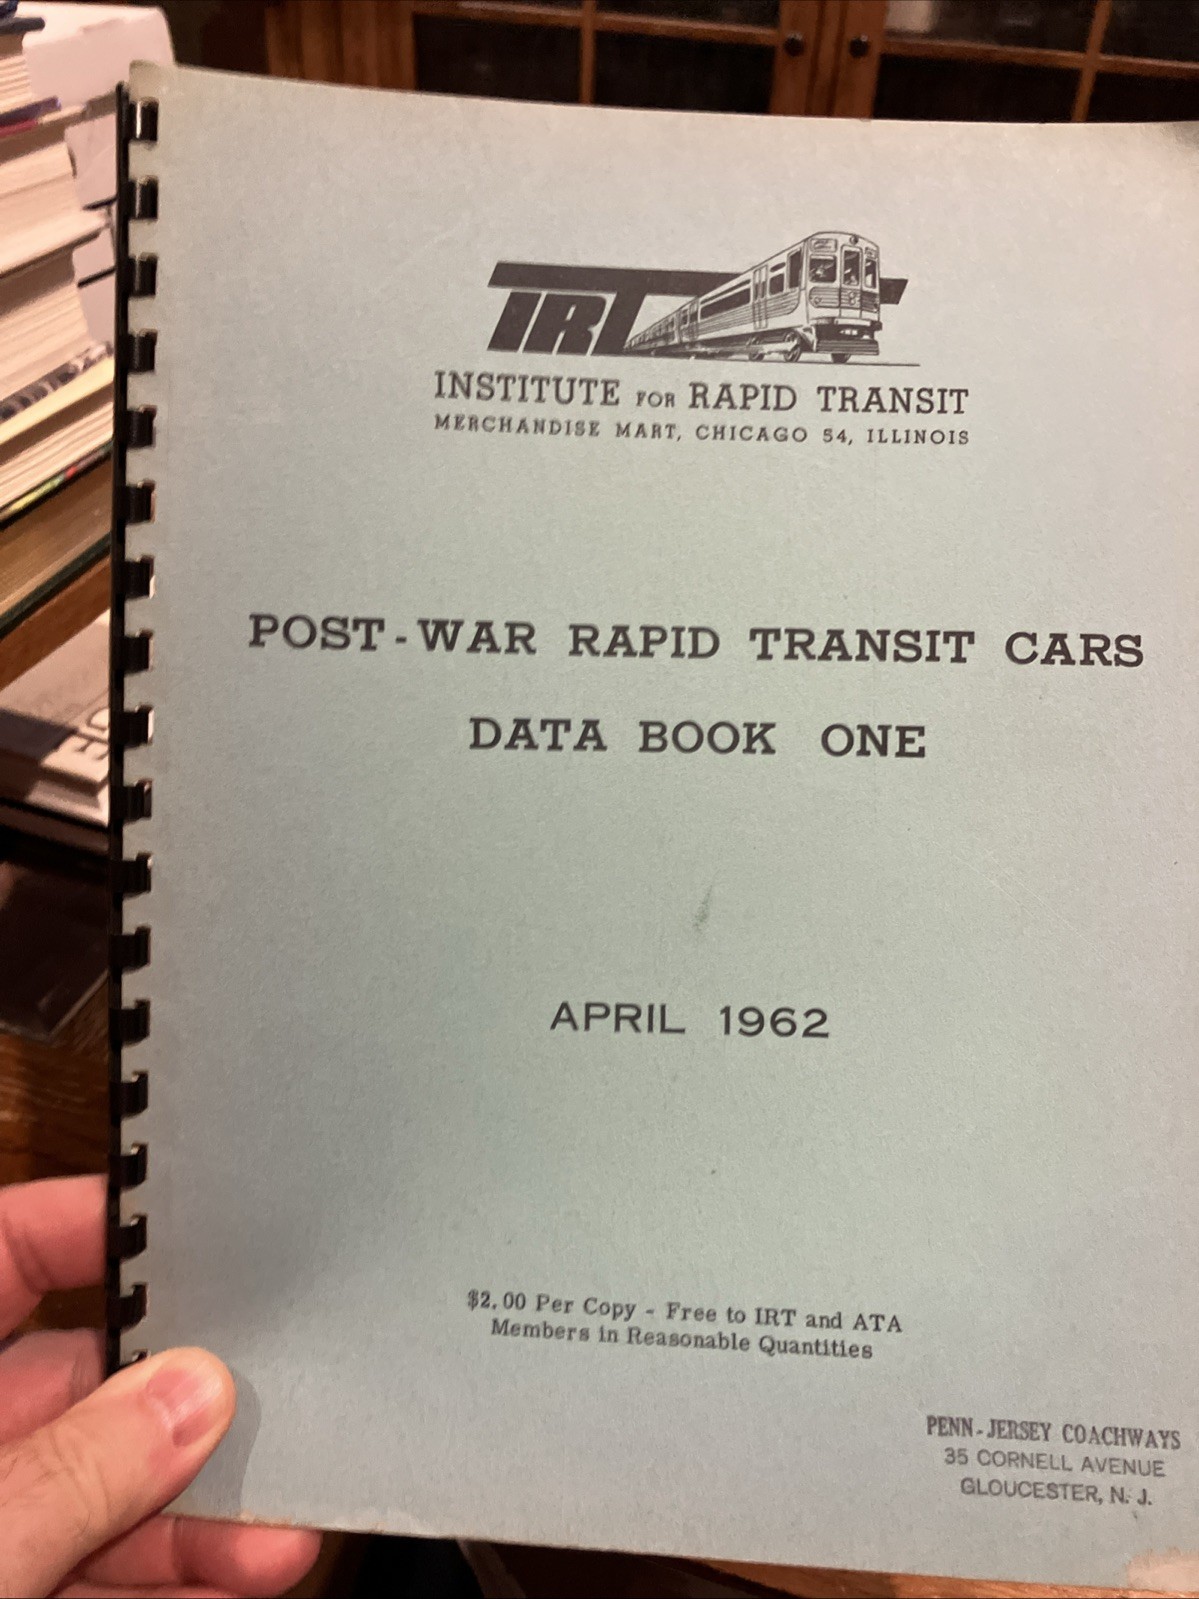 IRT
INSTITUTE FOR RAPID TRANSIT
MERCHANDISE MART, CHICAGO 54, ILLINOIS
POST-WAR RAPID TRANSIT CARS
DATA BOOK ONE
APRIL 1962
$2.00 Per Copy - Free to IRT and ATA
Members in Reasonable Quantities
PENN-JERSEY COACHWAYS
35 CORNELL AVENUE
GLOUCESTER, N. J.